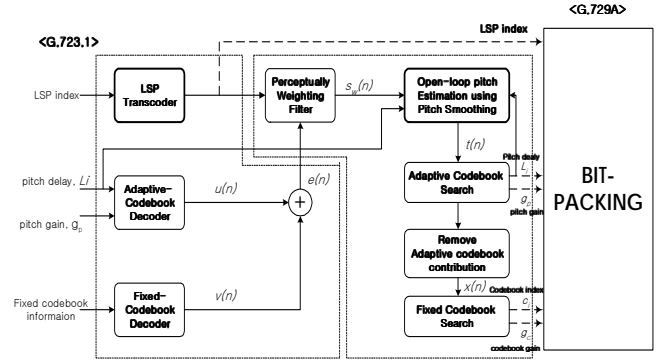 <G.729A>
<G.723.1>
LSP index
LSP index
LSP
Transcoder
Perceptually
Weighting
Filter
s_w(n)
Open-loop pitch
Estimation using
Pitch Smoothing
t(n)
Pitch dealy
pitch delay, Li
Adaptive-
Codebook
Decoder
u(n)
e(n)
+
Adaptive Codebook
Search
L_i
g_p
pitch gain
pitch gain, g_p
BIT-
PACKING
Remove
Adaptive codebook
contribution
x(n)
Codebook index
Fixed codebook
informaion
Fixed-
Codebook
Decoder
v(n)
Fixed Codebook
Search
c_i
g_c
codebook gain